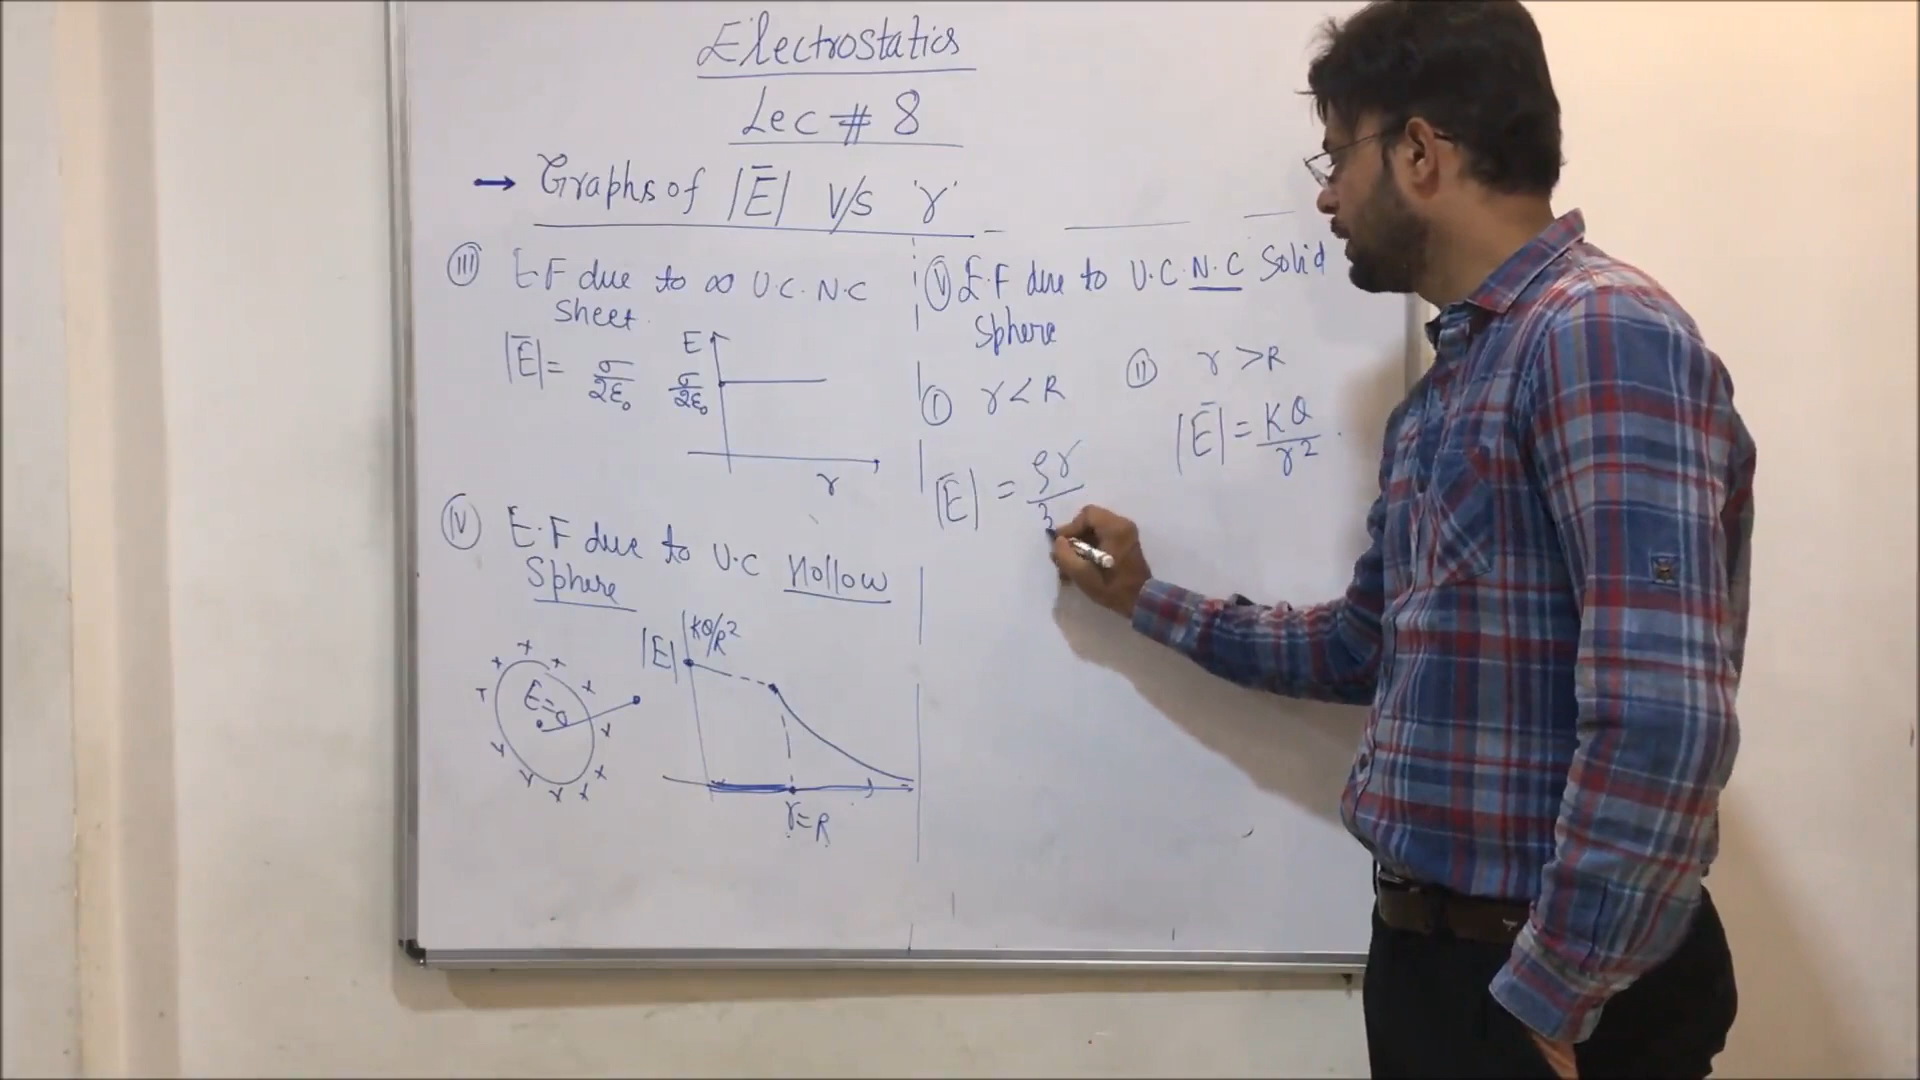 Electrostatics
Lec # 8
→ Graphs of |E̅| V/S 'r'
(III) E·F due to ∞ U.C. N.C
Sheet.
|E̅| = σ/2ε₀
E
σ/2ε₀
r
(IV) E.F due to U.C Hollow
Sphere
E=0
|E|
KQ/R²
r=R
(V) E.F due to U.C. N.C Solid
Sphere
(I) r < R
|E̅| = ρr/3
(II) r > R
|E̅| = KQ/r²